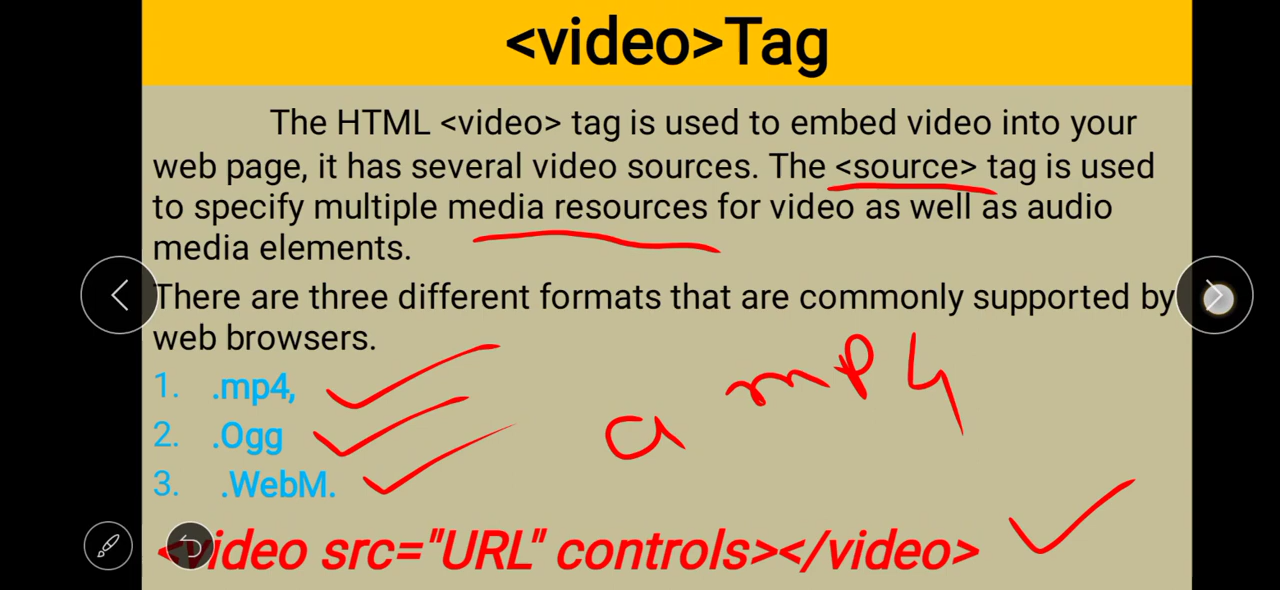 <video>Tag
The HTML <video> tag is used to embed video into your
web page, it has several video sources. The <source> tag is used
to specify multiple media resources for video as well as audio
media elements.
There are three different formats that are commonly supported by
web browsers.
1. .mp4,
2. .Ogg
3. .WebM.
a mp4
<video src="URL" controls></video>